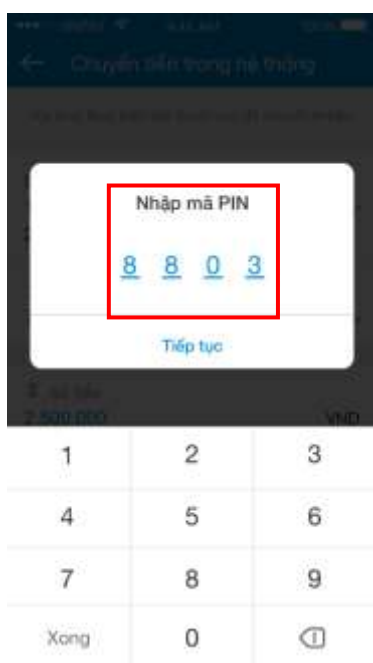 Chuyển tiền trong hệ thống
Nhập mã PIN
8 8 0 3
Tiếp tục
2 500 000 VND
1 2 3
4 5 6
7 8 9
Xong 0